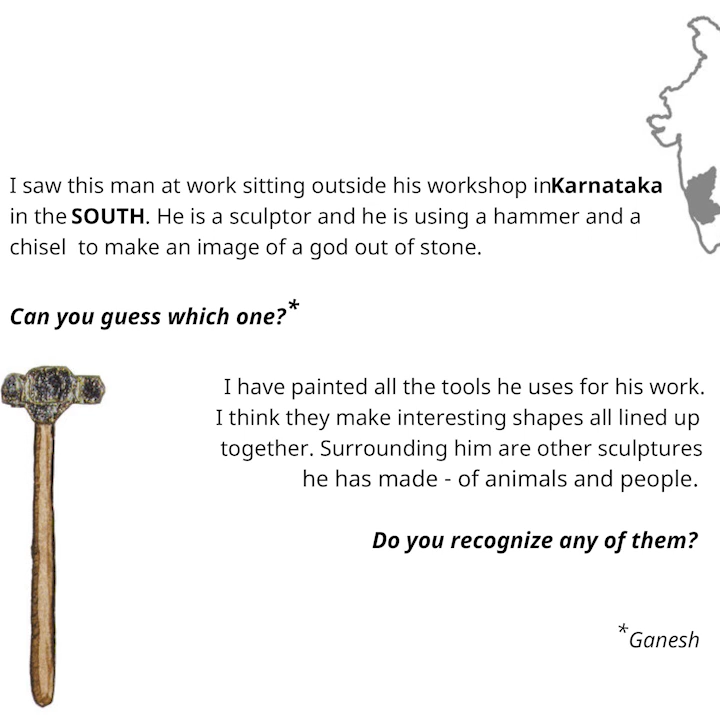 I saw this man at work sitting outside his workshop in Karnataka
in the SOUTH. He is a sculptor and he is using a hammer and a
chisel to make an image of a god out of stone.
Can you guess which one?*
I have painted all the tools he uses for his work.
I think they make interesting shapes all lined up
together. Surrounding him are other sculptures
he has made - of animals and people.
Do you recognize any of them?
*Ganesh